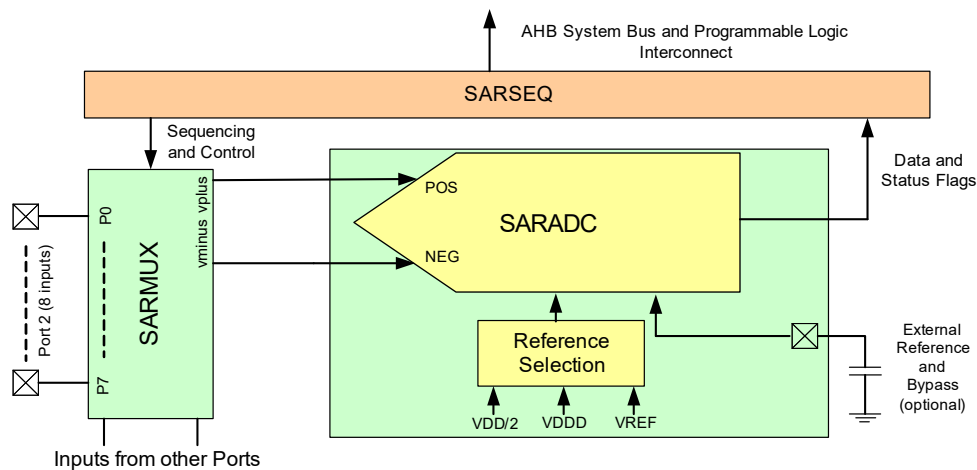 AHB System Bus and Programmable Logic
Interconnect
SARSEQ
Sequencing
and Control
Data and
Status Flags
vminus vplus
POS
P0
SARADC
NEG
Port 2 (8 inputs)
SARMUX
P7
Reference
Selection
External
Reference
and
Bypass
(optional)
VDD/2
VDDD
VREF
Inputs from other Ports